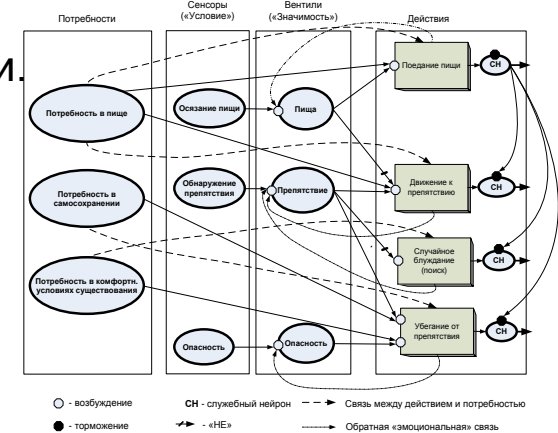 и.
Потребности
Сенсоры
(«Условие»)
Вентили
(«Значимость»)
Действия
Потребность в пище
Осязание пищи
Пища
Поедание пищи
СН
Потребность в
самосохранении
Обнаружение
препятствия
Препятствие
Движение к
препятствию
СН
Потребность в комфортн.
условиях существования
Случайное
блуждание
(поиск)
СН
Опасность
Опасность
Убегание от
препятствия
СН
- возбуждение
СН - служебный нейрон
Связь между действием и потребностью
- торможение
- «НЕ»
Обратная «эмоциональная» связь